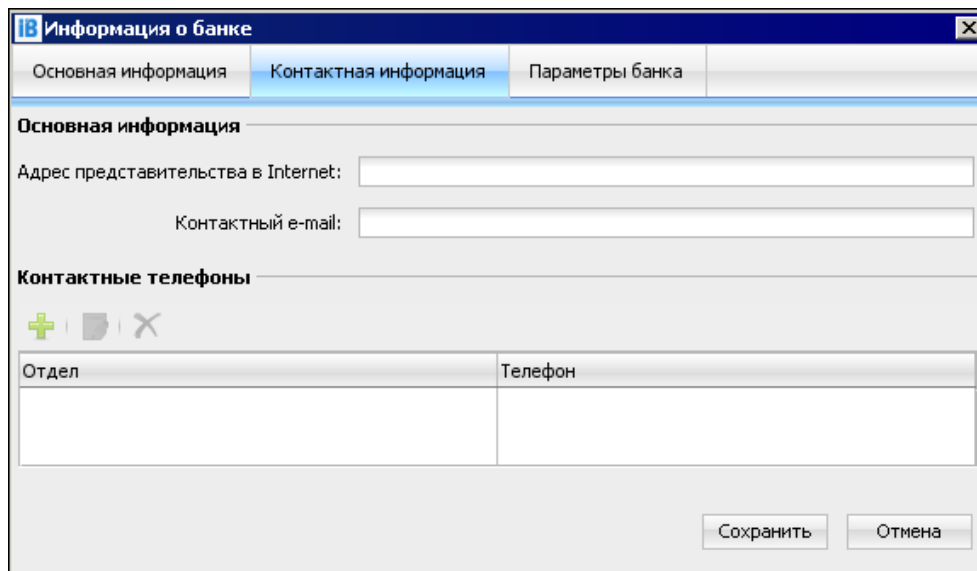 iB Информация о банке
Основная информация Контактная информация Параметры банка
Основная информация
Адрес представительства в Internet:
Контактный e-mail:
Контактные телефоны
Отдел Телефон
Сохранить Отмена